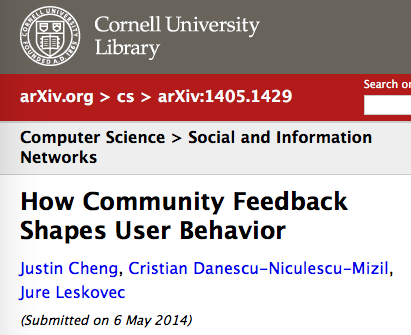 CORNELL UNIVERSITY
FOUNDED A.D. 1865
Cornell University
Library
arXiv.org > cs > arXiv:1405.1429
Search or
Computer Science > Social and Information
Networks
How Community Feedback
Shapes User Behavior
Justin Cheng, Cristian Danescu-Niculescu-Mizil,
Jure Leskovec
(Submitted on 6 May 2014)